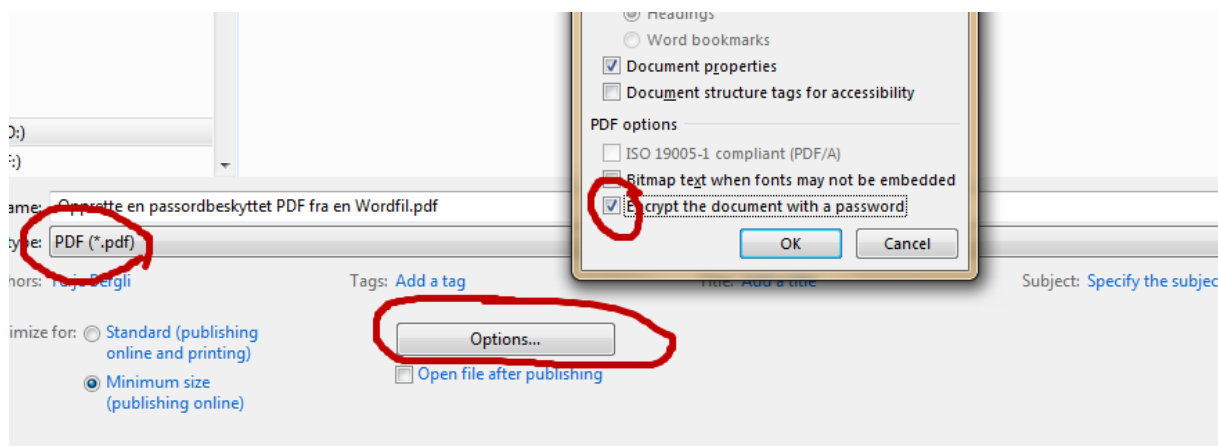 Headings
Word bookmarks
Document properties
Document structure tags for accessibility
PDF options
ISO 19005-1 compliant (PDF/A)
Bitmap text when fonts may not be embedded
Encrypt the document with a password
OK Cancel
D:)
F:)
ame: Opprette en passordbeskyttet PDF fra en Wordfil.pdf
type: PDF (*.pdf)
hors: Bergli Tags: Add a tag Title: Add a title Subject: Specify the subjec
imize for: Standard (publishing
online and printing)
Minimum size
(publishing online)
Options...
Open file after publishing